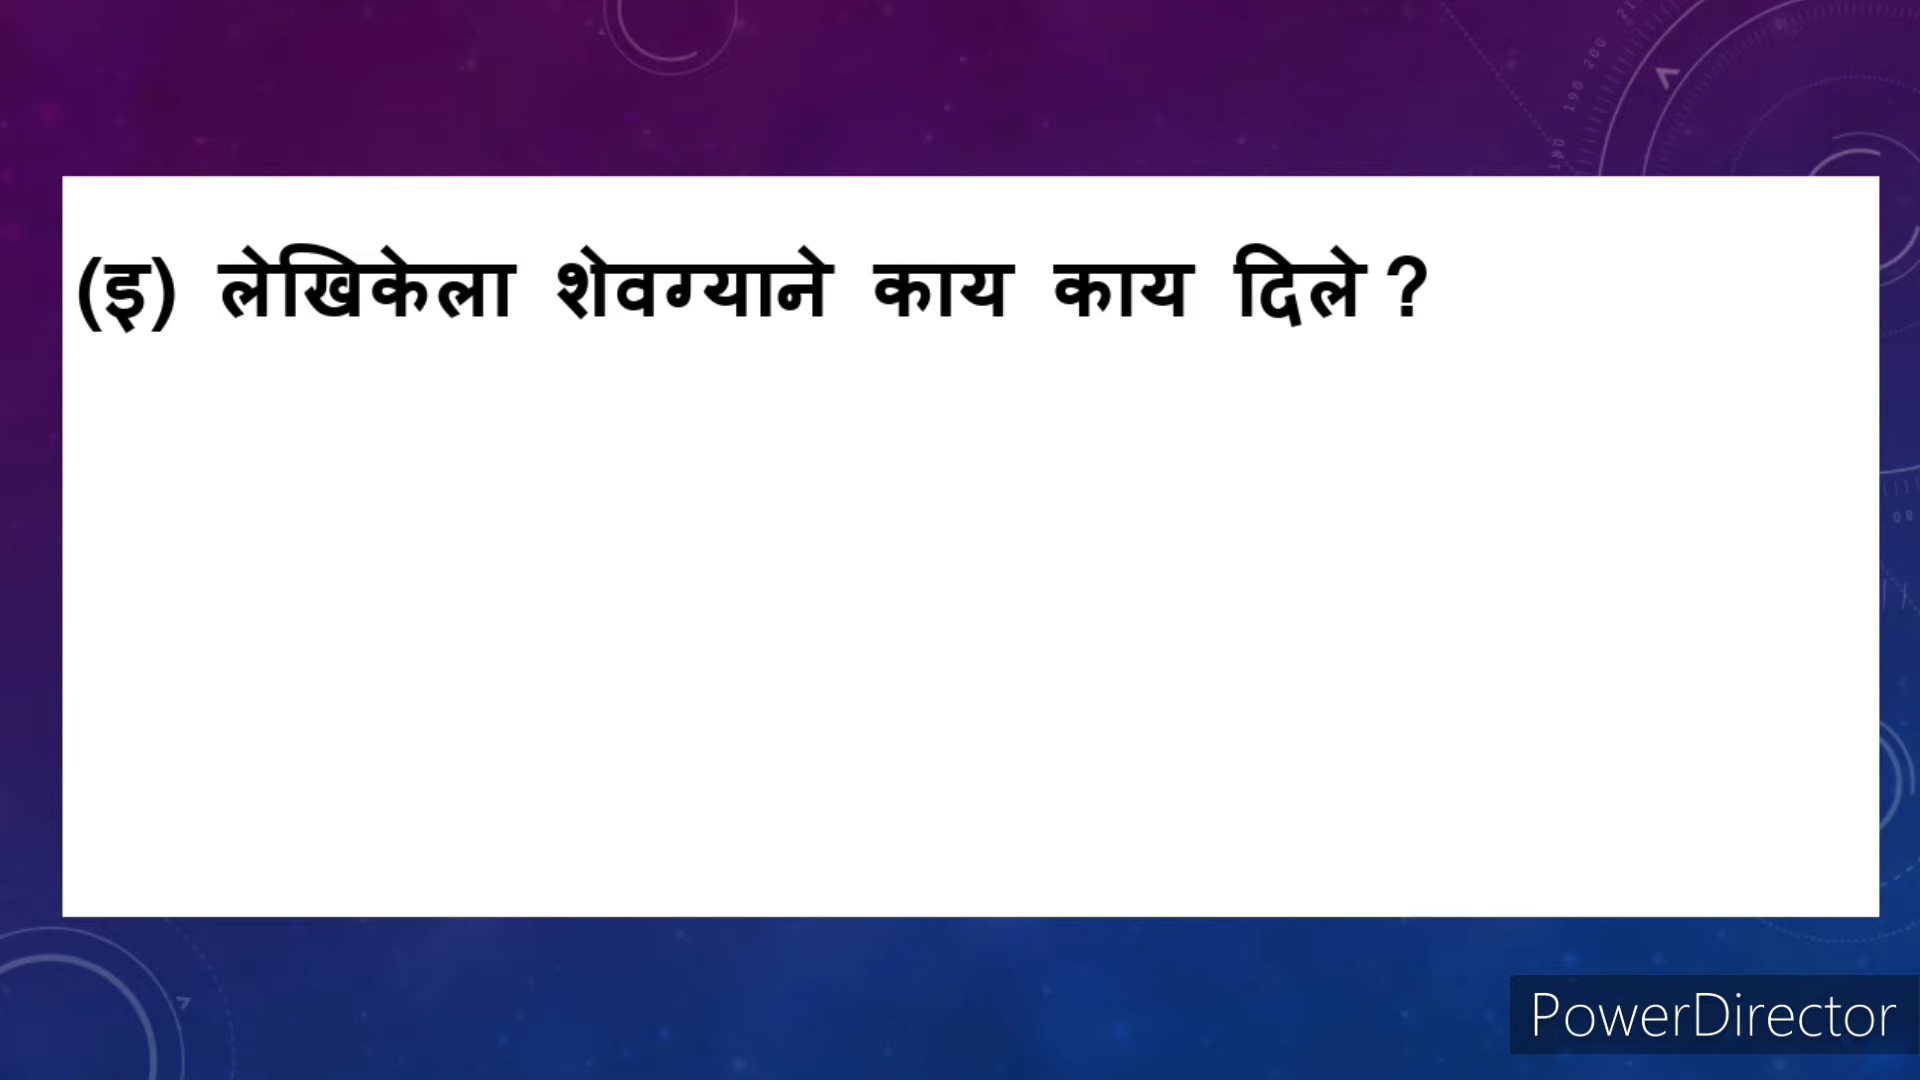 (इ) लेखिकेला शेवग्याने काय काय दिले ?
PowerDirector